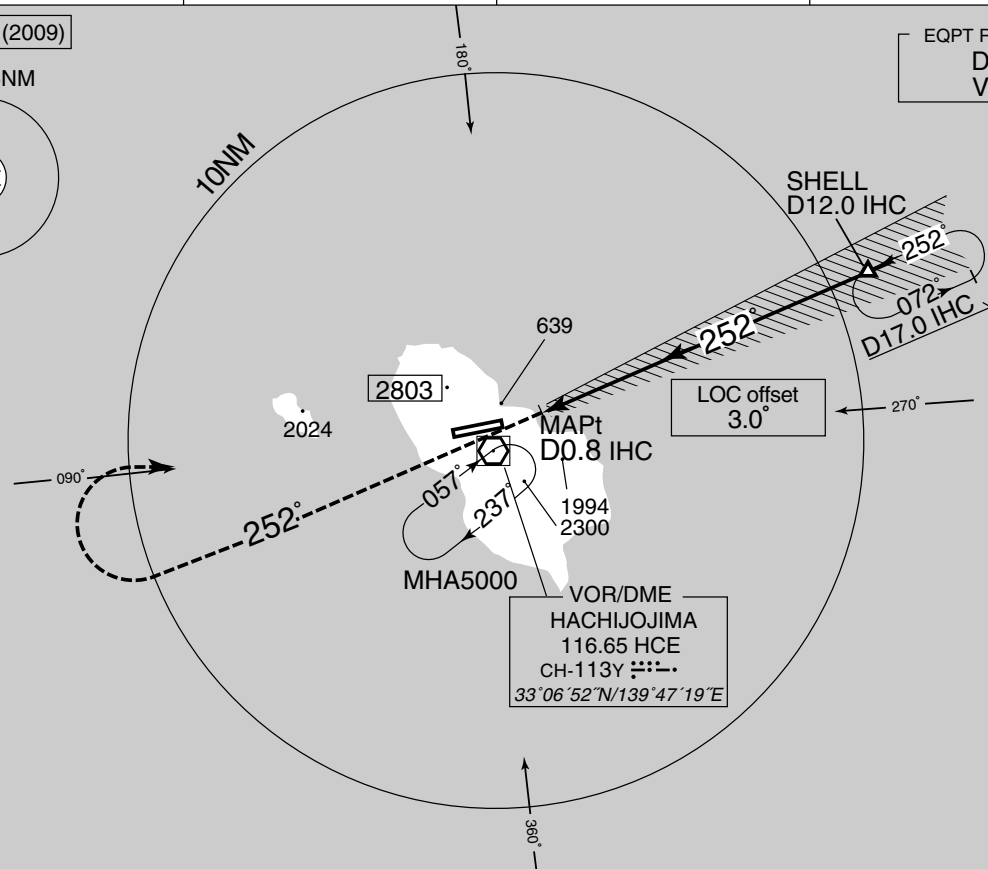 (2009)
NM
EQPT
180°
10NM
SHELL
D12.0 IHC
252°
072°
D17.0 IHC
252°
639
2803
LOC offset
3.0°
270°
2024
MAPt
D0.8 IHC
090°
057°
237°
252°
1994
2300
MHA5000
VOR/DME
HACHIJOJIMA
116.65 HCE
CH-113Y
33°06´52˝N/139°47´19˝E
360°